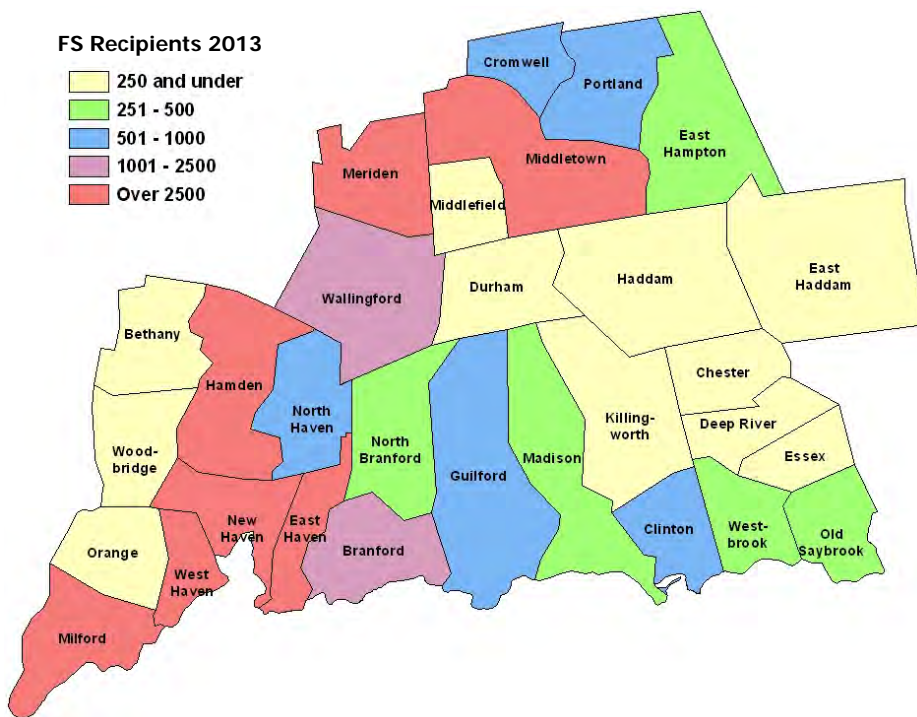 FS Recipients 2013
250 and under
251 - 500
501 - 1000
1001 - 2500
Over 2500
Cromwell
Portland
East
Hampton
Meriden
Middletown
Middlefield
Wallingford
Durham
Haddam
East
Haddam
Bethany
Hamden
North
Haven
Chester
Killing-
worth
Deep River
Wood-
bridge
North
Branford
Guilford
Madison
Essex
Orange
New
Haven
East
Haven
Branford
Clinton
West-
brook
Old
Saybrook
West
Haven
Milford